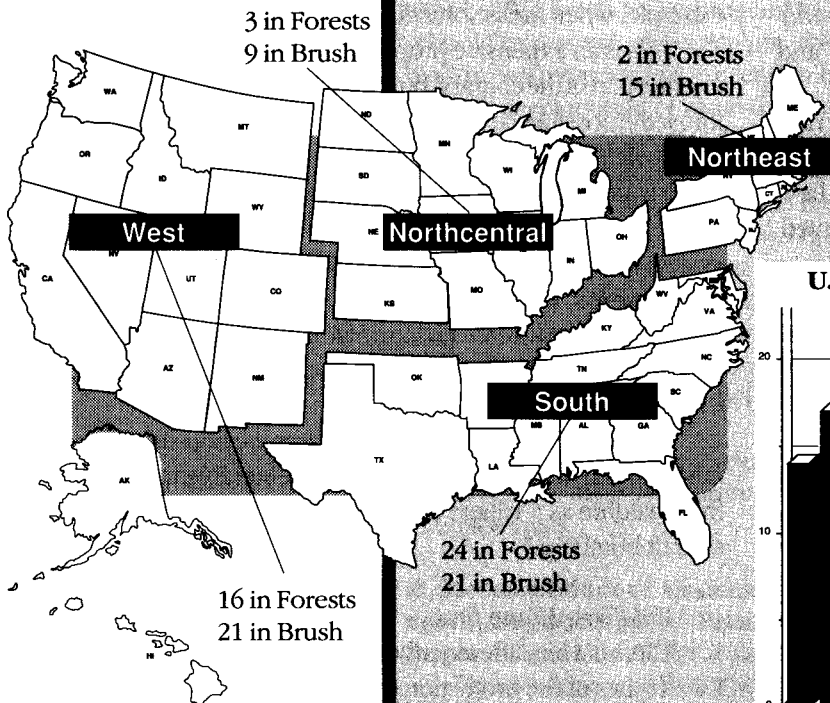 3 in Forests
9 in Brush
2 in Forests
15 in Brush
WA
MT
ND
MN
ME
OR
ID
SD
WI
MI
Northeast
NY
WY
CT
West
Northcentral
PA
NV
NE
OH
IN
CA
UT
CO
KS
MO
WV
VA
KY
U.
AZ
NM
OK
TN
NC
20
South
SC
TX
MS
AL
GA
LA
AK
FL
10
24 in Forests
21 in Brush
16 in Forests
21 in Brush
HI
0